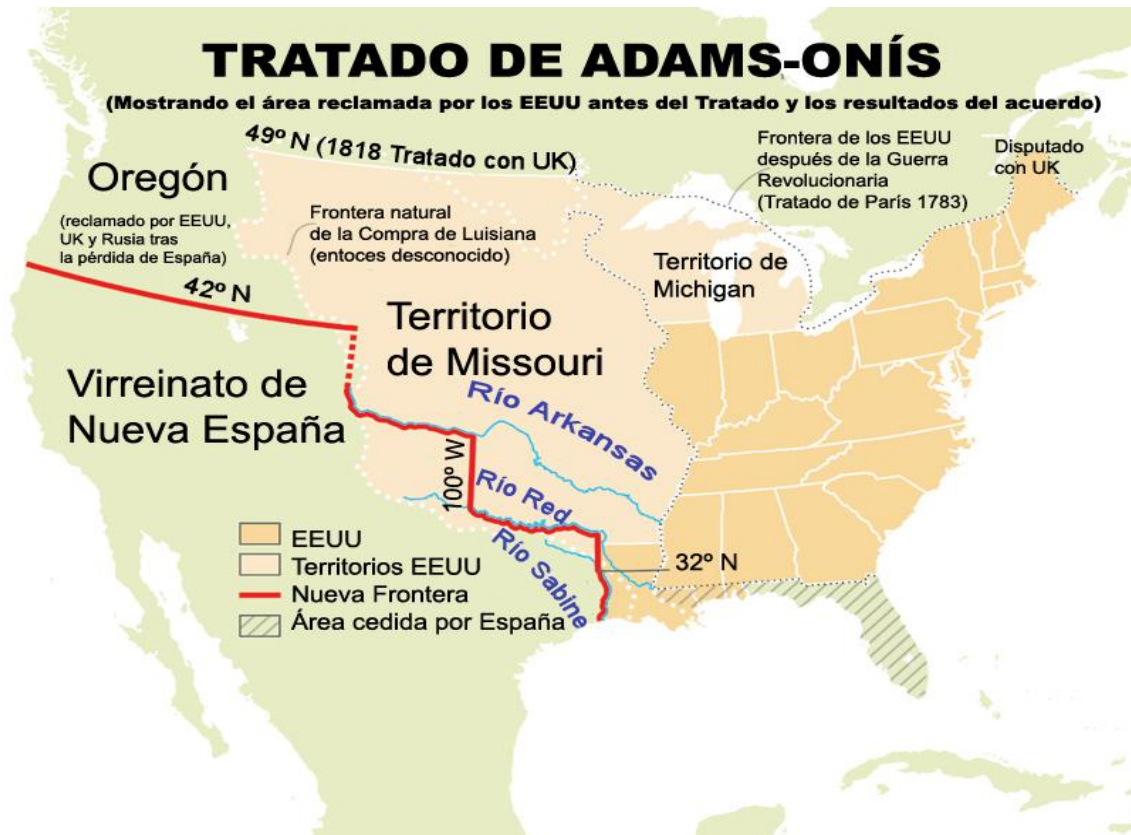 TRATADO DE ADAMS-ONÍS
(Mostrando el área reclamada por los EEUU antes del Tratado y los resultados del acuerdo)
49º N (1818 Tratado con UK)
Frontera de los EEUU
después de la Guerra
Revolucionaria
(Tratado de París 1783)
Disputado
con UK
Oregón
(reclamado por EEUU,
UK y Rusia tras
la pérdida de España)
Frontera natural
de la Compra de Luisiana
(entoces desconocido)
Territorio de
Michigan
42º N
Territorio
de Missouri
Virreinato de
Nueva España
Río Arkansas
100º W
Río Red
Río Sabine
32º N
EEUU
Territorios EEUU
Nueva Frontera
Área cedida por España